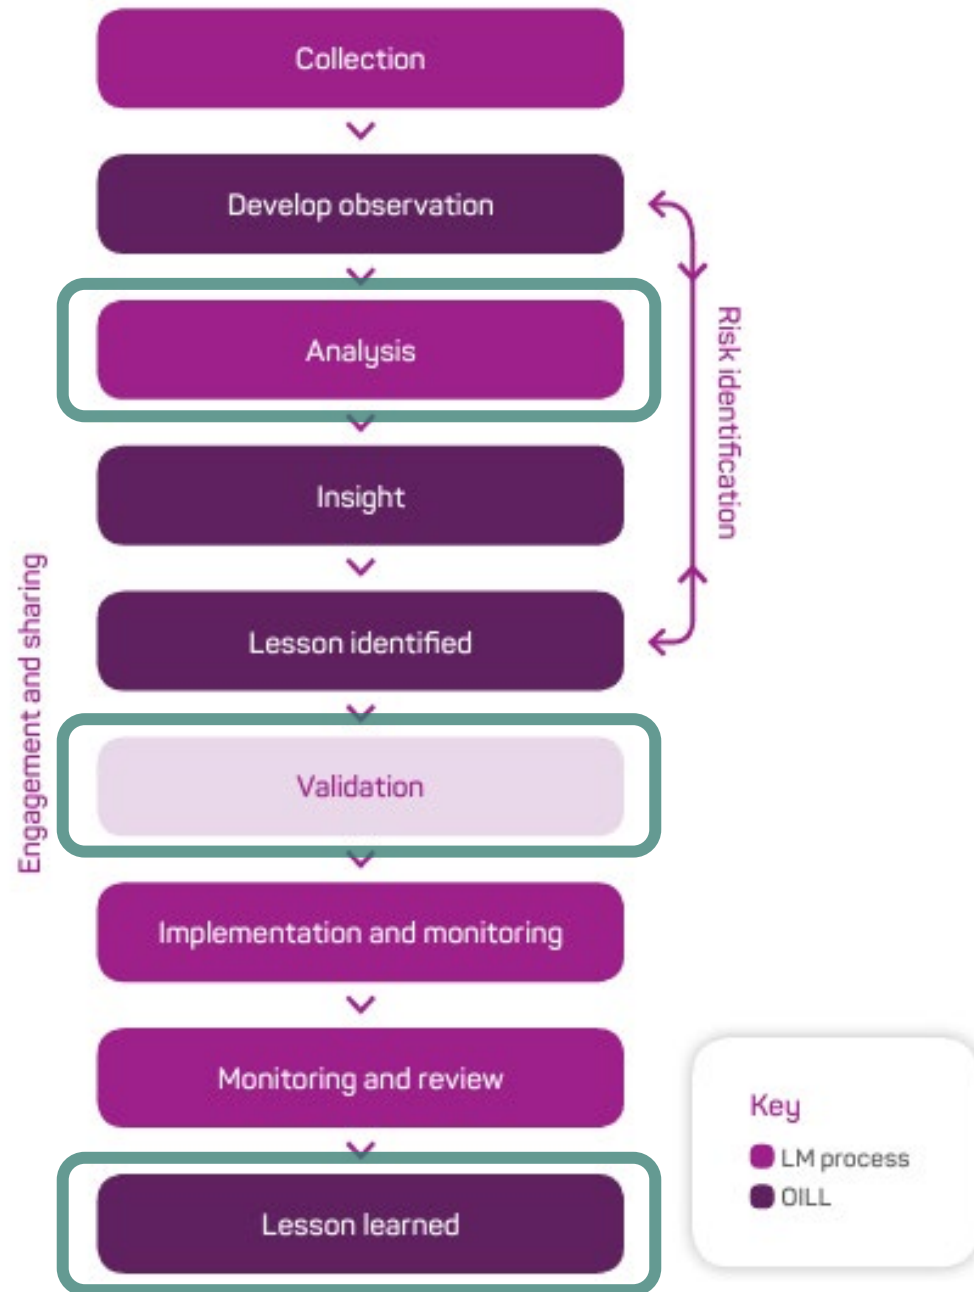 Collection
Develop observation
Analysis
Insight
Lesson identified
Validation
Implementation and monitoring
Monitoring and review
Lesson learned
Risk identification
Engagement and sharing
Key
LM process
OILL